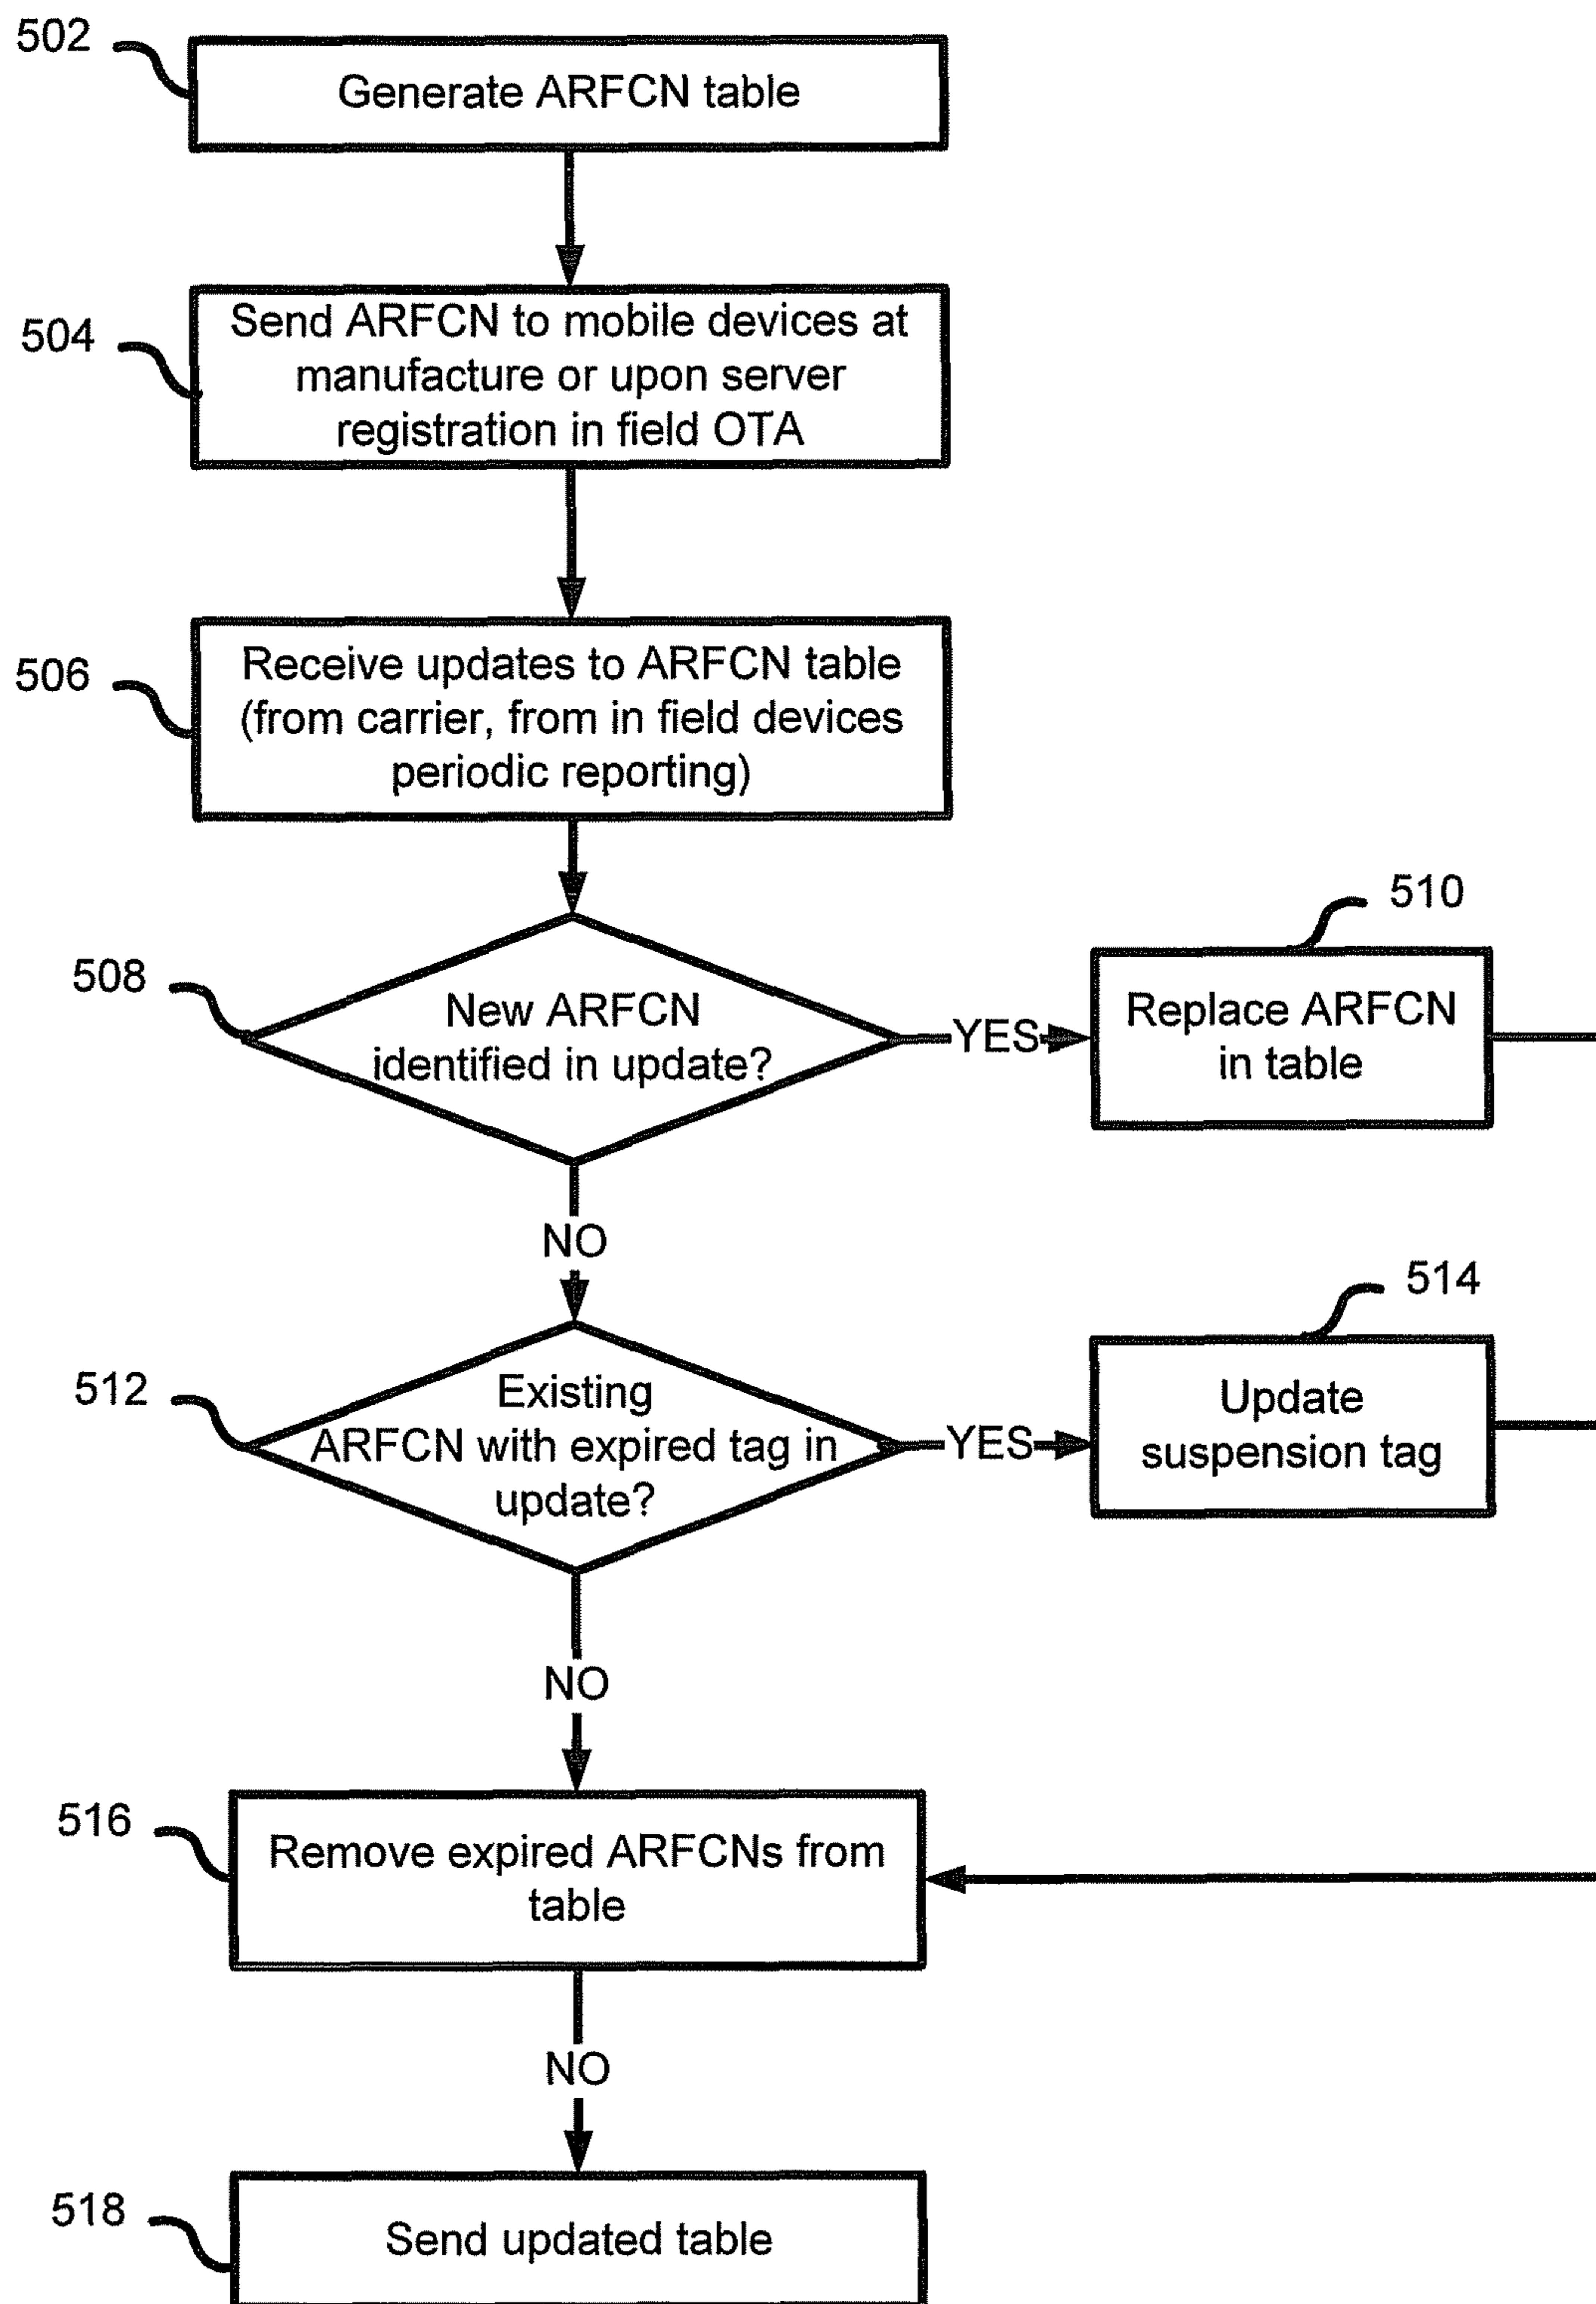 502
Generate ARFCN table
504
Send ARFCN to mobile devices at
manufacture or upon server
registration in field OTA
506
Receive updates to ARFCN table
(from carrier, from in field devices
periodic reporting)
508
New ARFCN
identified in update?
YES
510
Replace ARFCN
in table
NO
512
Existing
ARFCN with expired tag in
update?
YES
514
Update
suspension tag
NO
516
Remove expired ARFCNs from
table
NO
518
Send updated table